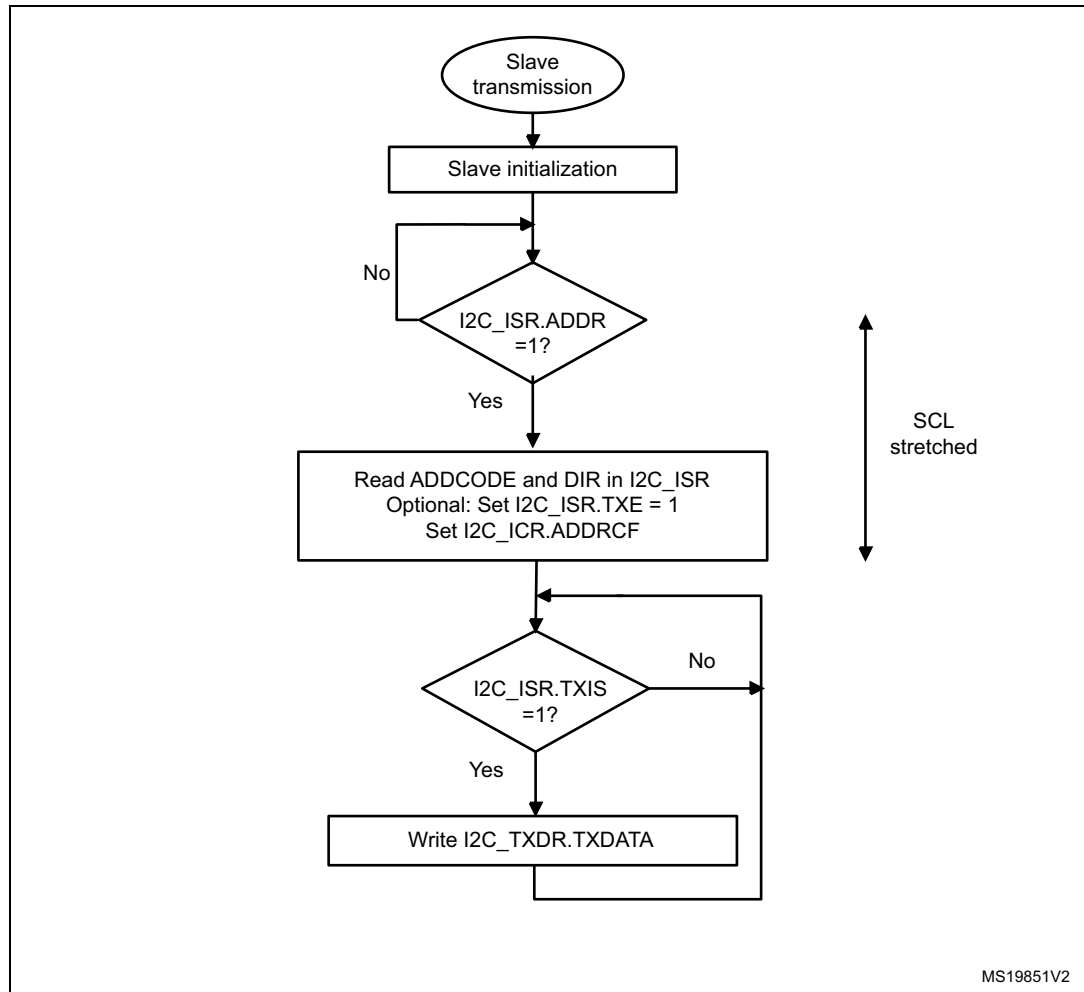 Slave
transmission
Slave initialization
No
I2C_ISR.ADDR
=1?
Yes
SCL
stretched
Read ADDCODE and DIR in I2C_ISR
Optional: Set I2C_ISR.TXE = 1
Set I2C_ICR.ADDRCF
No
I2C_ISR.TXIS
=1?
Yes
Write I2C_TXDR.TXDATA
MS19851V2